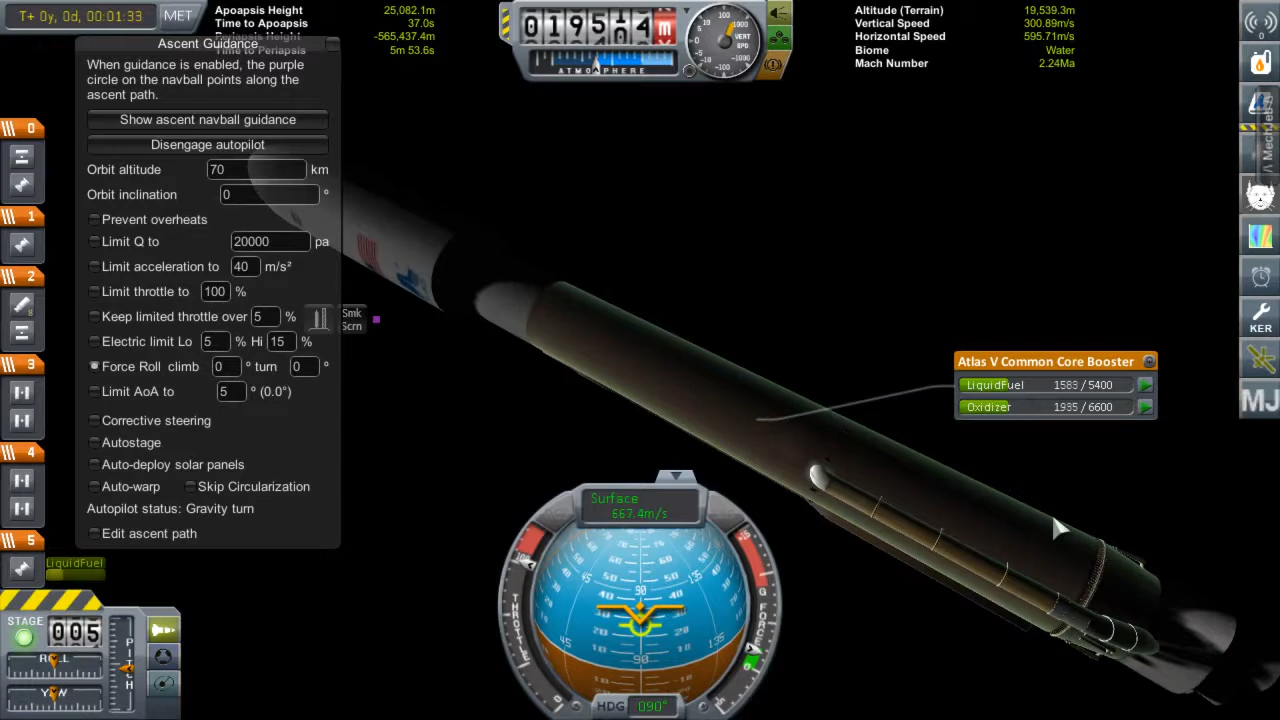 T+ 0y, 0d, 00:01:33 MET
Apoapsis Height 25,082.1m
Time to Apoapsis 37.0s
Periapsis Height -565,437.4m
Time to Periapsis 5m 53.6s
ATMOSPHERE
VERT SPD
Altitude (Terrain) 19,539.3m
Vertical Speed 300.89m/s
Horizontal Speed 595.71m/s
Biome Water
Mach Number 2.24Ma
Ascent Guidance
When guidance is enabled, the purple
circle on the navball points along the
ascent path.
Show ascent navball guidance
Disengage autopilot
Orbit altitude 70 km
Orbit inclination 0 °
Prevent overheats
Limit Q to 20000 pa
Limit acceleration to 40 m/s²
Limit throttle to 100 %
Keep limited throttle over 5 %
Electric limit Lo 5 % Hi 15 %
Force Roll climb 0 ° turn 0 °
Limit AoA to 5 ° (0.0°)
Corrective steering
Autostage
Auto-deploy solar panels
Auto-warp Skip Circularization
Autopilot status: Gravity turn
Edit ascent path
Smk
Scrn
0
1
2
3
4
5
LiquidFuel
Atlas V Common Core Booster
LiquidFuel 1583 / 5400
Oxidizer 1935 / 6600
MechJeb
KER
MJ
STAGE
005
ROLL
YAW
PITCH
Surface
667.4m/s
THROTTLE
G FORCE
HDG 090°